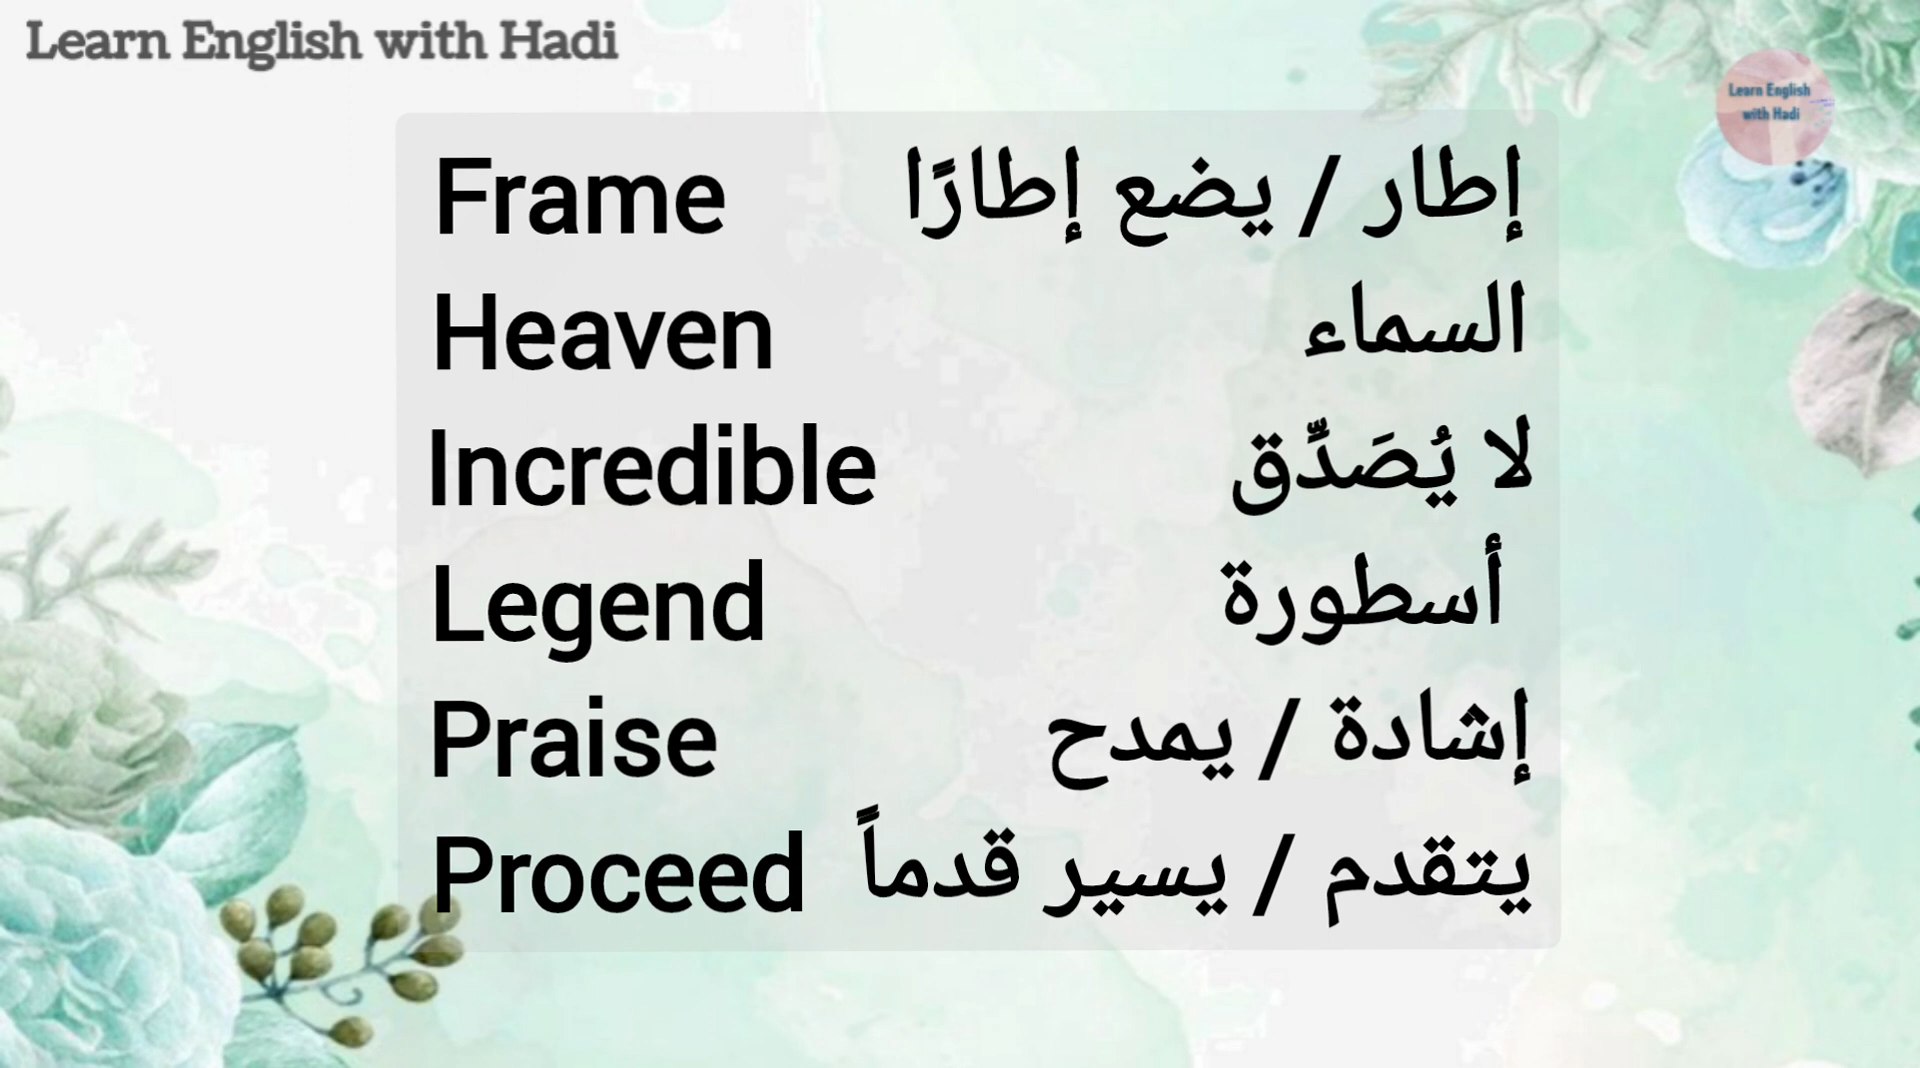 Learn English with Hadi
Learn English
with Hadi
Frame إطار / يضع إطارًا
Heaven السماء
Incredible لا يُصَدِّق
Legend أسطورة
Praise إشادة / يمدح
Proceed يتقدم / يسير قدماً